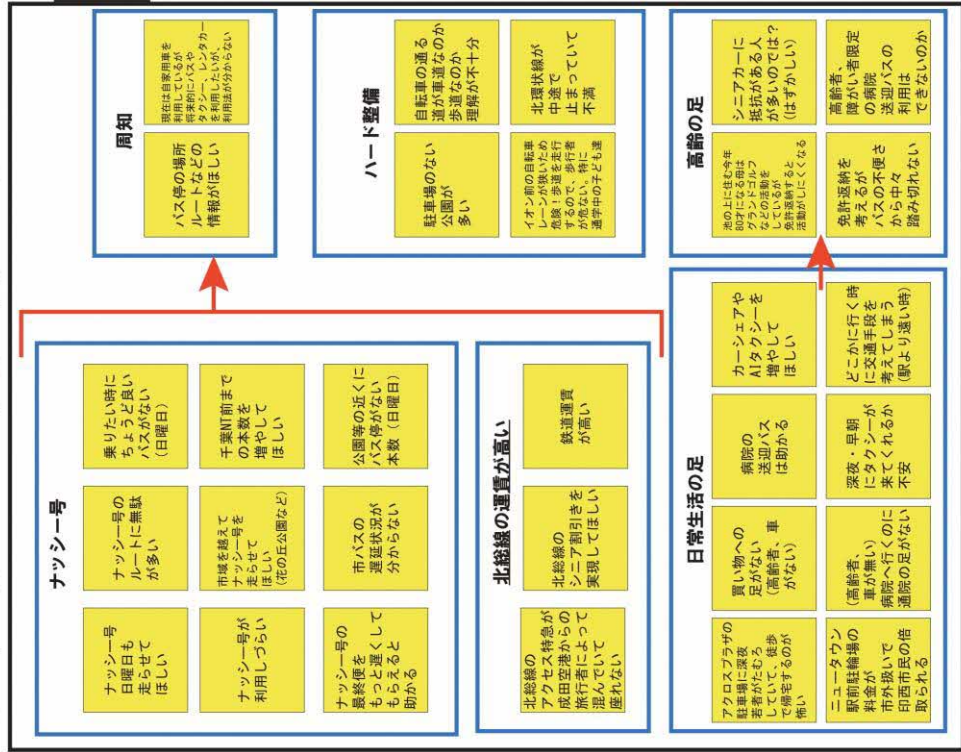 ナッシー号
ナッシー号
日曜日も
走らせて
ほしい
ナッシー号の
ルートに無駄
が多い
乗りたい時に
ちょうど良い
バスがない
（日曜日）
ナッシー号が
利用しづらい
市域を越えて
ナッシー号を
走らせて
ほしい
（花の丘公園など）
千葉NT前まで
の本数を
増やして
ほしい
ナッシー号の
最終便を
もっと遅くして
もらえると
助かる
市バスの
遅延状況が
分からない
公園等の近くに
バス停がない
本数（日曜日）
北総線の運賃が高い
北総線の
アクセス特急が
成田空港からの
旅行者によって
混んでいて
座れない
北総線の
シニア割引きを
実現してほしい
鉄道運賃
が高い
日常生活の足
アクロスプラザの
駐車場に深夜
若者がたむろ
していて、徒歩
で帰宅するのが
怖い
買い物への
足がない
（高齢者、車
がない）
病院の
送迎バス
は助かる
カーシェアや
AIタクシーを
増やして
ほしい
ニュータウン
駅前駐輪場の
料金が
市外扱いで
印西市民の倍
取られる
（高齢者、
車が無い）
病院へ行くのに
通院の足がない
深夜・早朝
にタクシーが
来てくれるか
不安
どこかに行く時
に交通手段を
考えてしまう
（駅より遠い時）
周知
バス停の場所
ルートなどの
情報がほしい
現在は自家用車を
利用しているが
将来的にバスや
タクシー、レンタカー
を利用したいが、
利用法が分からない
ハード整備
駐車場のない
公園が
多い
自転車の通る
道が車道なのか
歩道なのか
理解が不十分
イオン前の自転車
レーンが狭いため
危険！歩道を走行
するので、歩行者
が危ない。特に
通学中の子ども達
北環状線が
中途で
止まっていて
不満
高齢の足
池の上に住む今年
80才になる母は
グランドゴルフ
などの活動を
しているが
免許返納すると
活動がしにくくなる
シニアカーに
抵抗がある人
が多いのでは？
（はずかしい）
免許返納を
考えるが
バスの不便さ
から中々
踏み切れない
高齢者、
障がい者限定
の病院
送迎バスの
利用は
できないのか